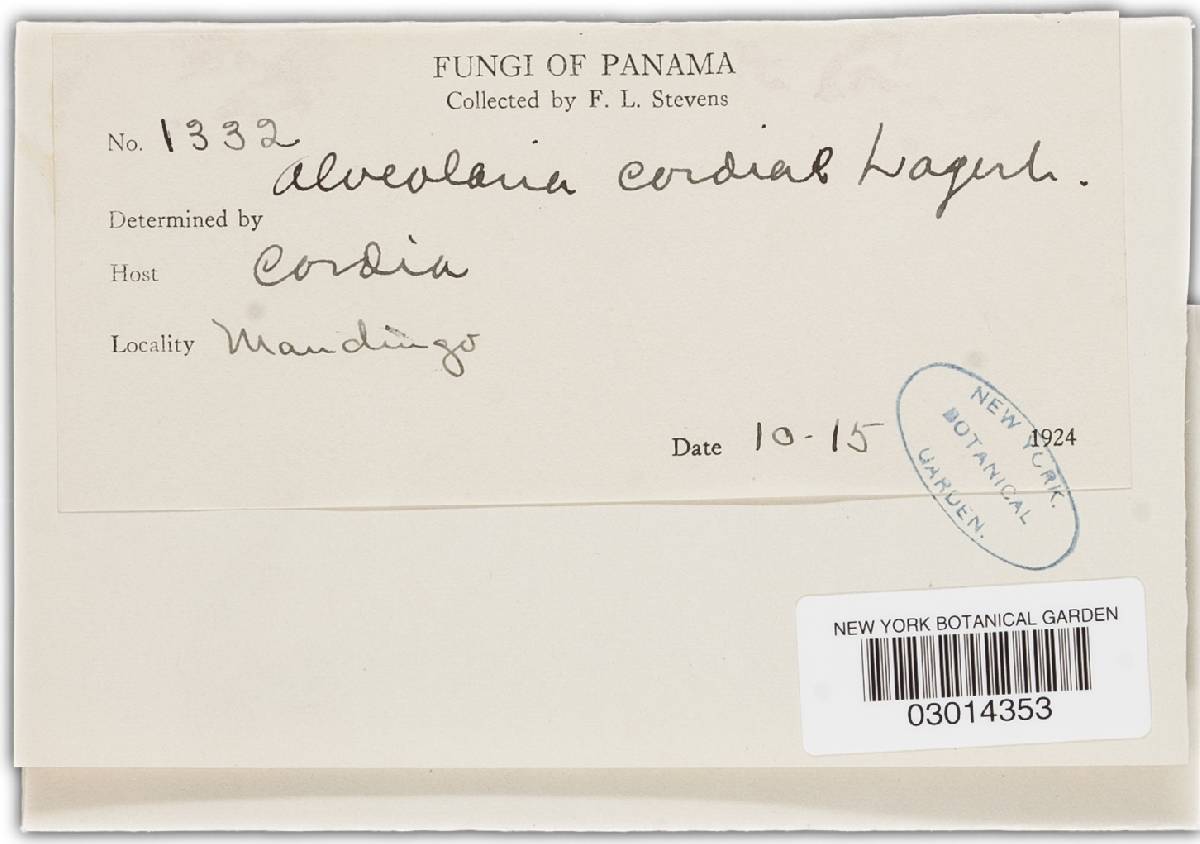 FUNGI OF PANAMA
Collected by F. L. Stevens
No. 1332
Alveolaria cordiae Lagerh.
Determined by
Host Cordia
Locality Mandingo
Date 10-15 1924
NEW YORK
BOTANICAL
GARDEN.
NEW YORK BOTANICAL GARDEN
03014353